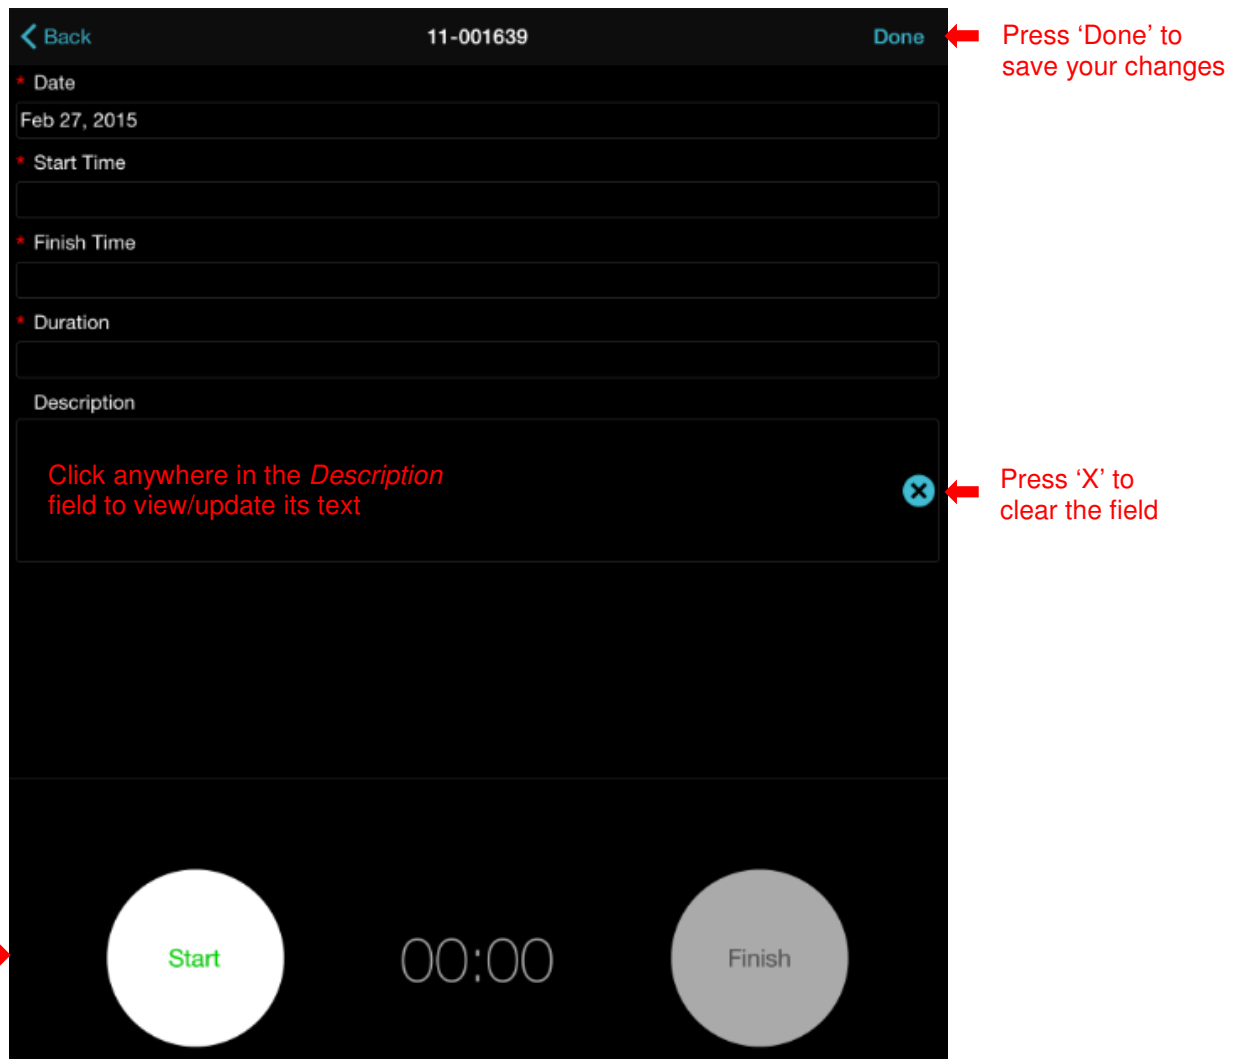 Back
11-001639
Done
Press ‘Done’ to
save your changes
* Date
Feb 27, 2015
* Start Time
* Finish Time
* Duration
Description
Click anywhere in the Description
field to view/update its text
Press ‘X’ to
clear the field
Start
00:00
Finish